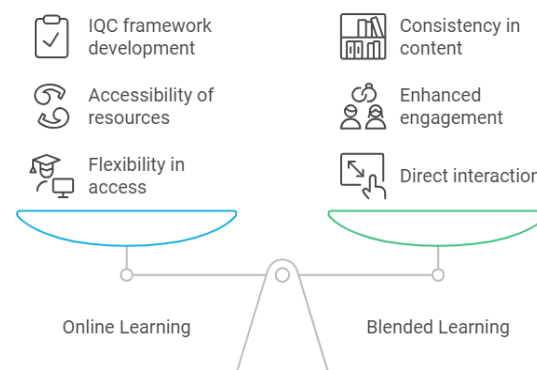 IQC framework
development
Accessibility of
resources
Flexibility in
access
Online Learning
Consistency in
content
Enhanced
engagement
Direct interaction
Blended Learning